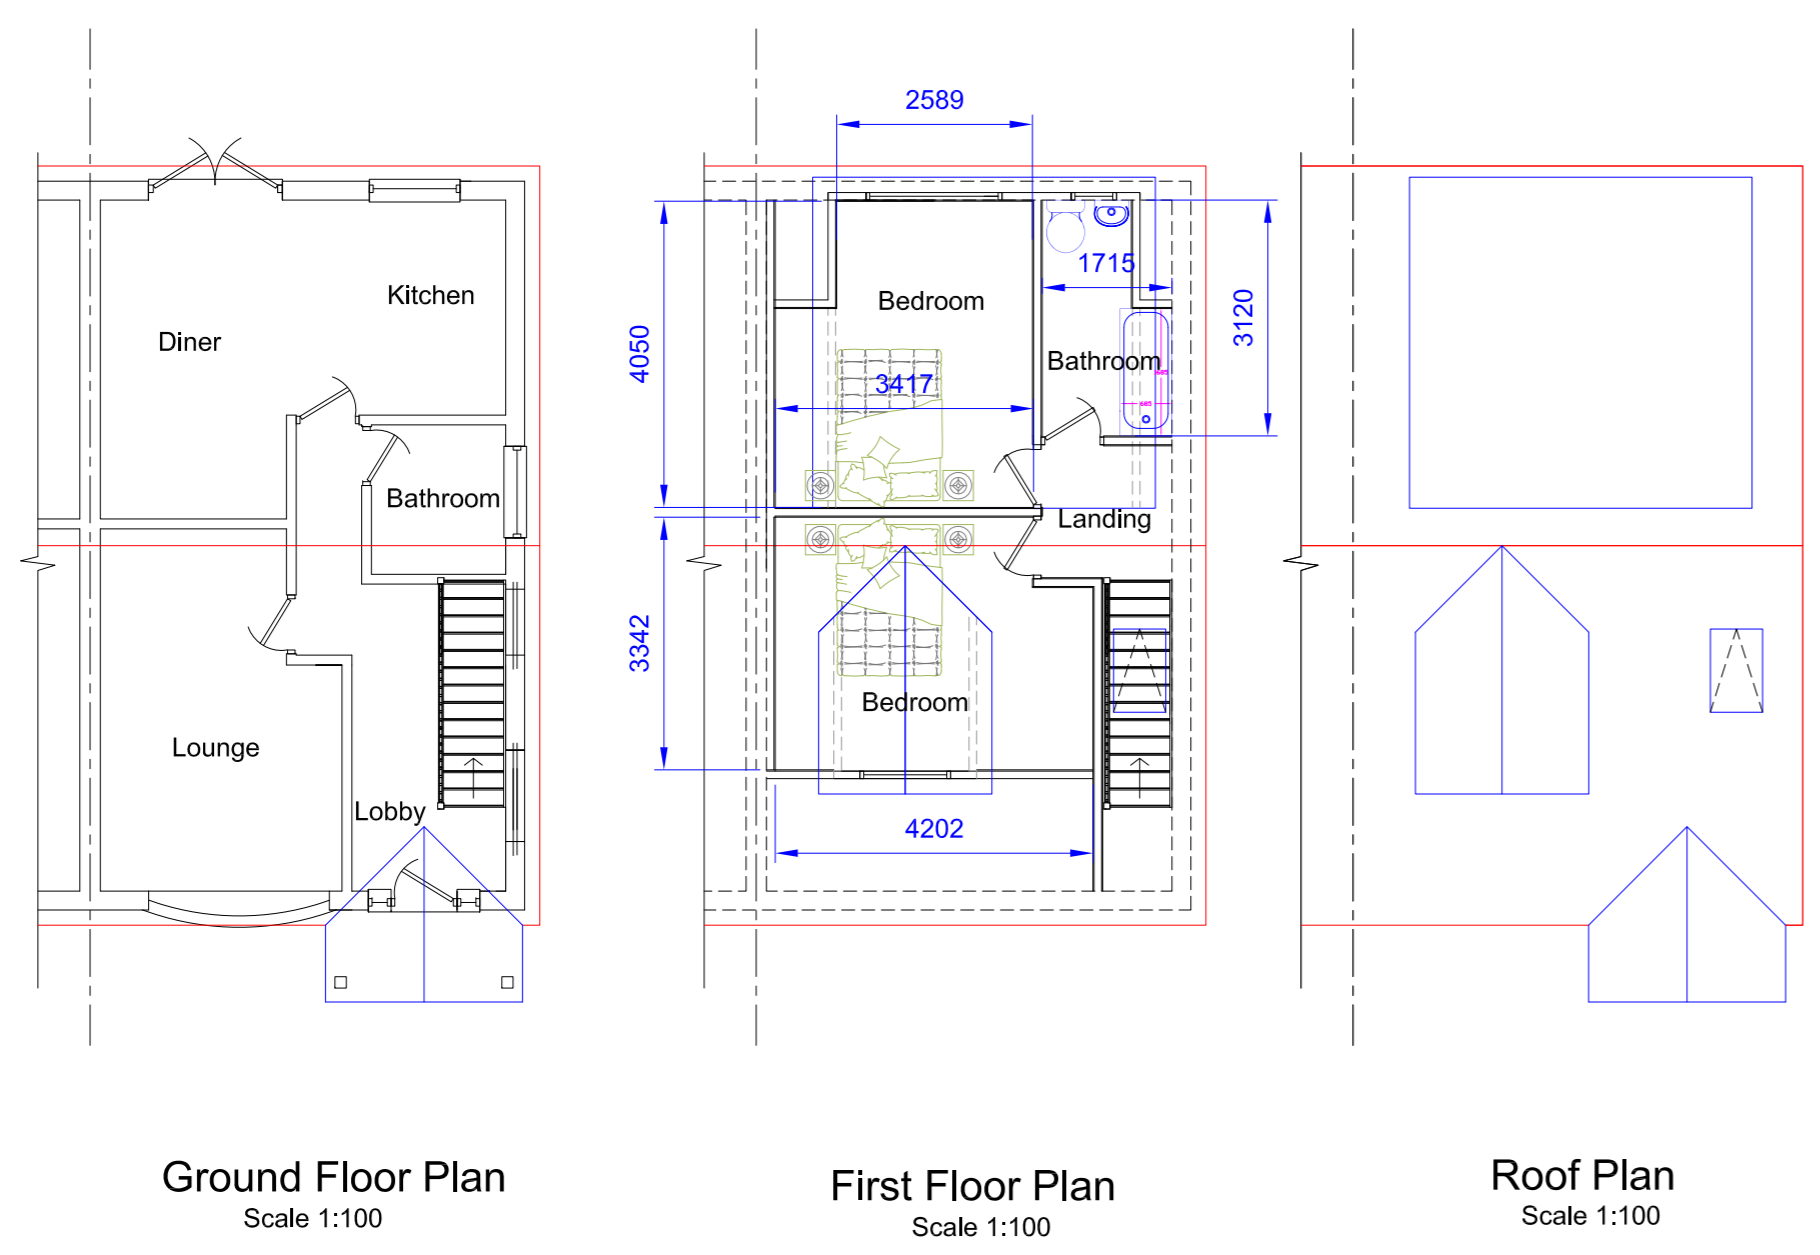 Kitchen
Diner
Bathroom
Lounge
Lobby
Ground Floor Plan
Scale 1:100
2589
1715
Bedroom
3120
4050
Bathroom
3417
685
Landing
3342
Bedroom
4202
First Floor Plan
Scale 1:100
Roof Plan
Scale 1:100